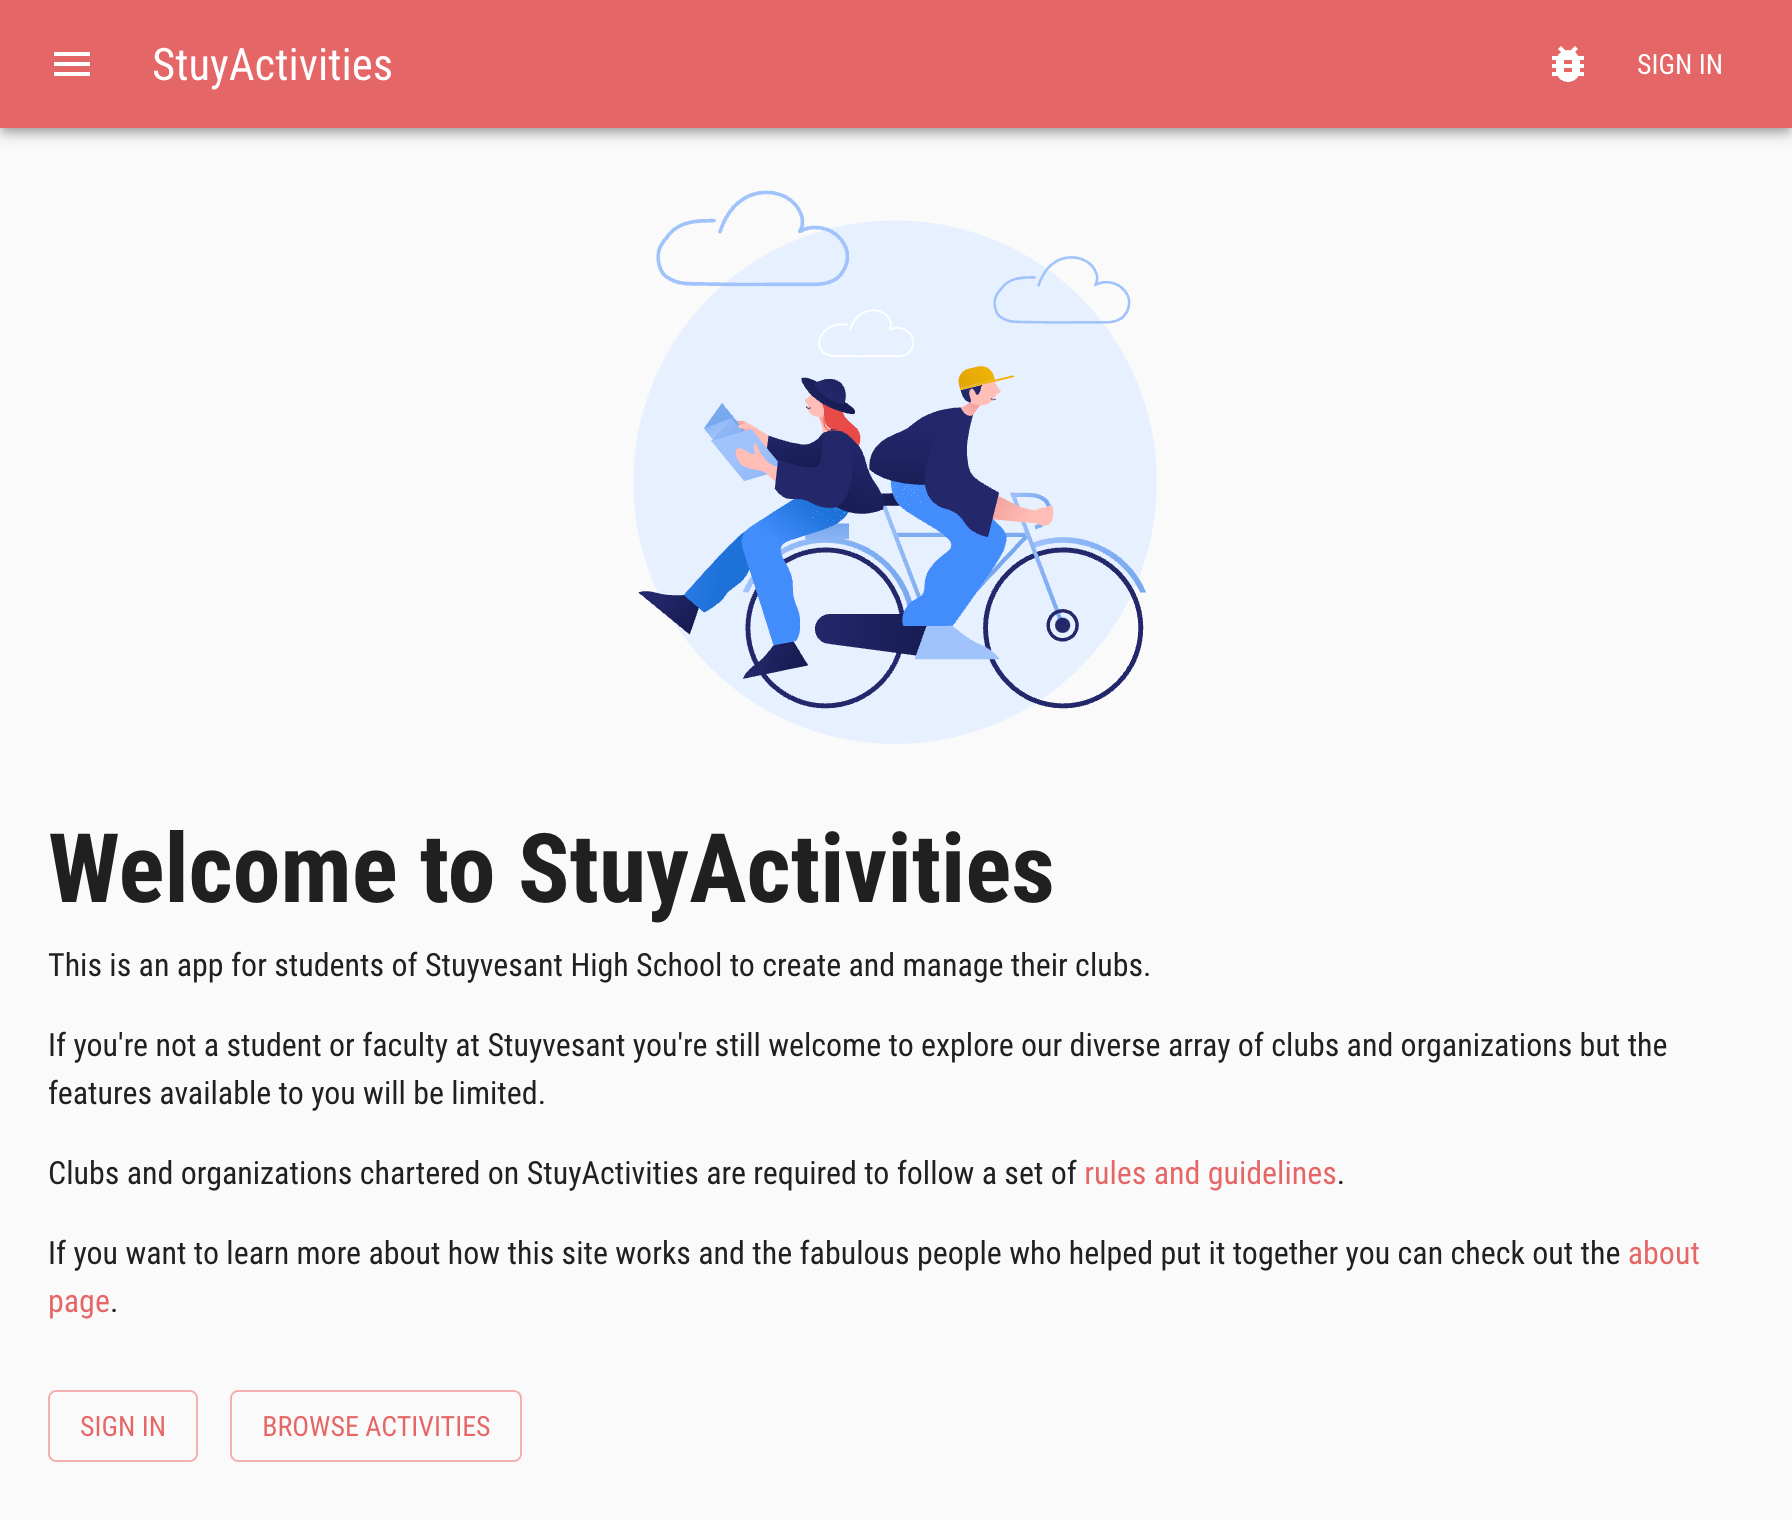 StuyActivities
SIGN IN
Welcome to StuyActivities
This is an app for students of Stuyvesant High School to create and manage their clubs.
If you're not a student or faculty at Stuyvesant you're still welcome to explore our diverse array of clubs and organizations but the
features available to you will be limited.
Clubs and organizations chartered on StuyActivities are required to follow a set of rules and guidelines.
If you want to learn more about how this site works and the fabulous people who helped put it together you can check out the about
page.
SIGN IN
BROWSE ACTIVITIES